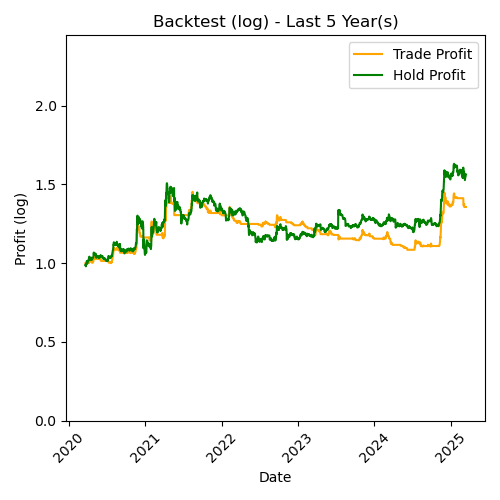 Backtest (log) - Last 5 Year(s)
Trade Profit
Hold Profit
Profit (log)
2.0
1.5
1.0
0.5
0.0
2020
2021
2022
2023
2024
2025
Date